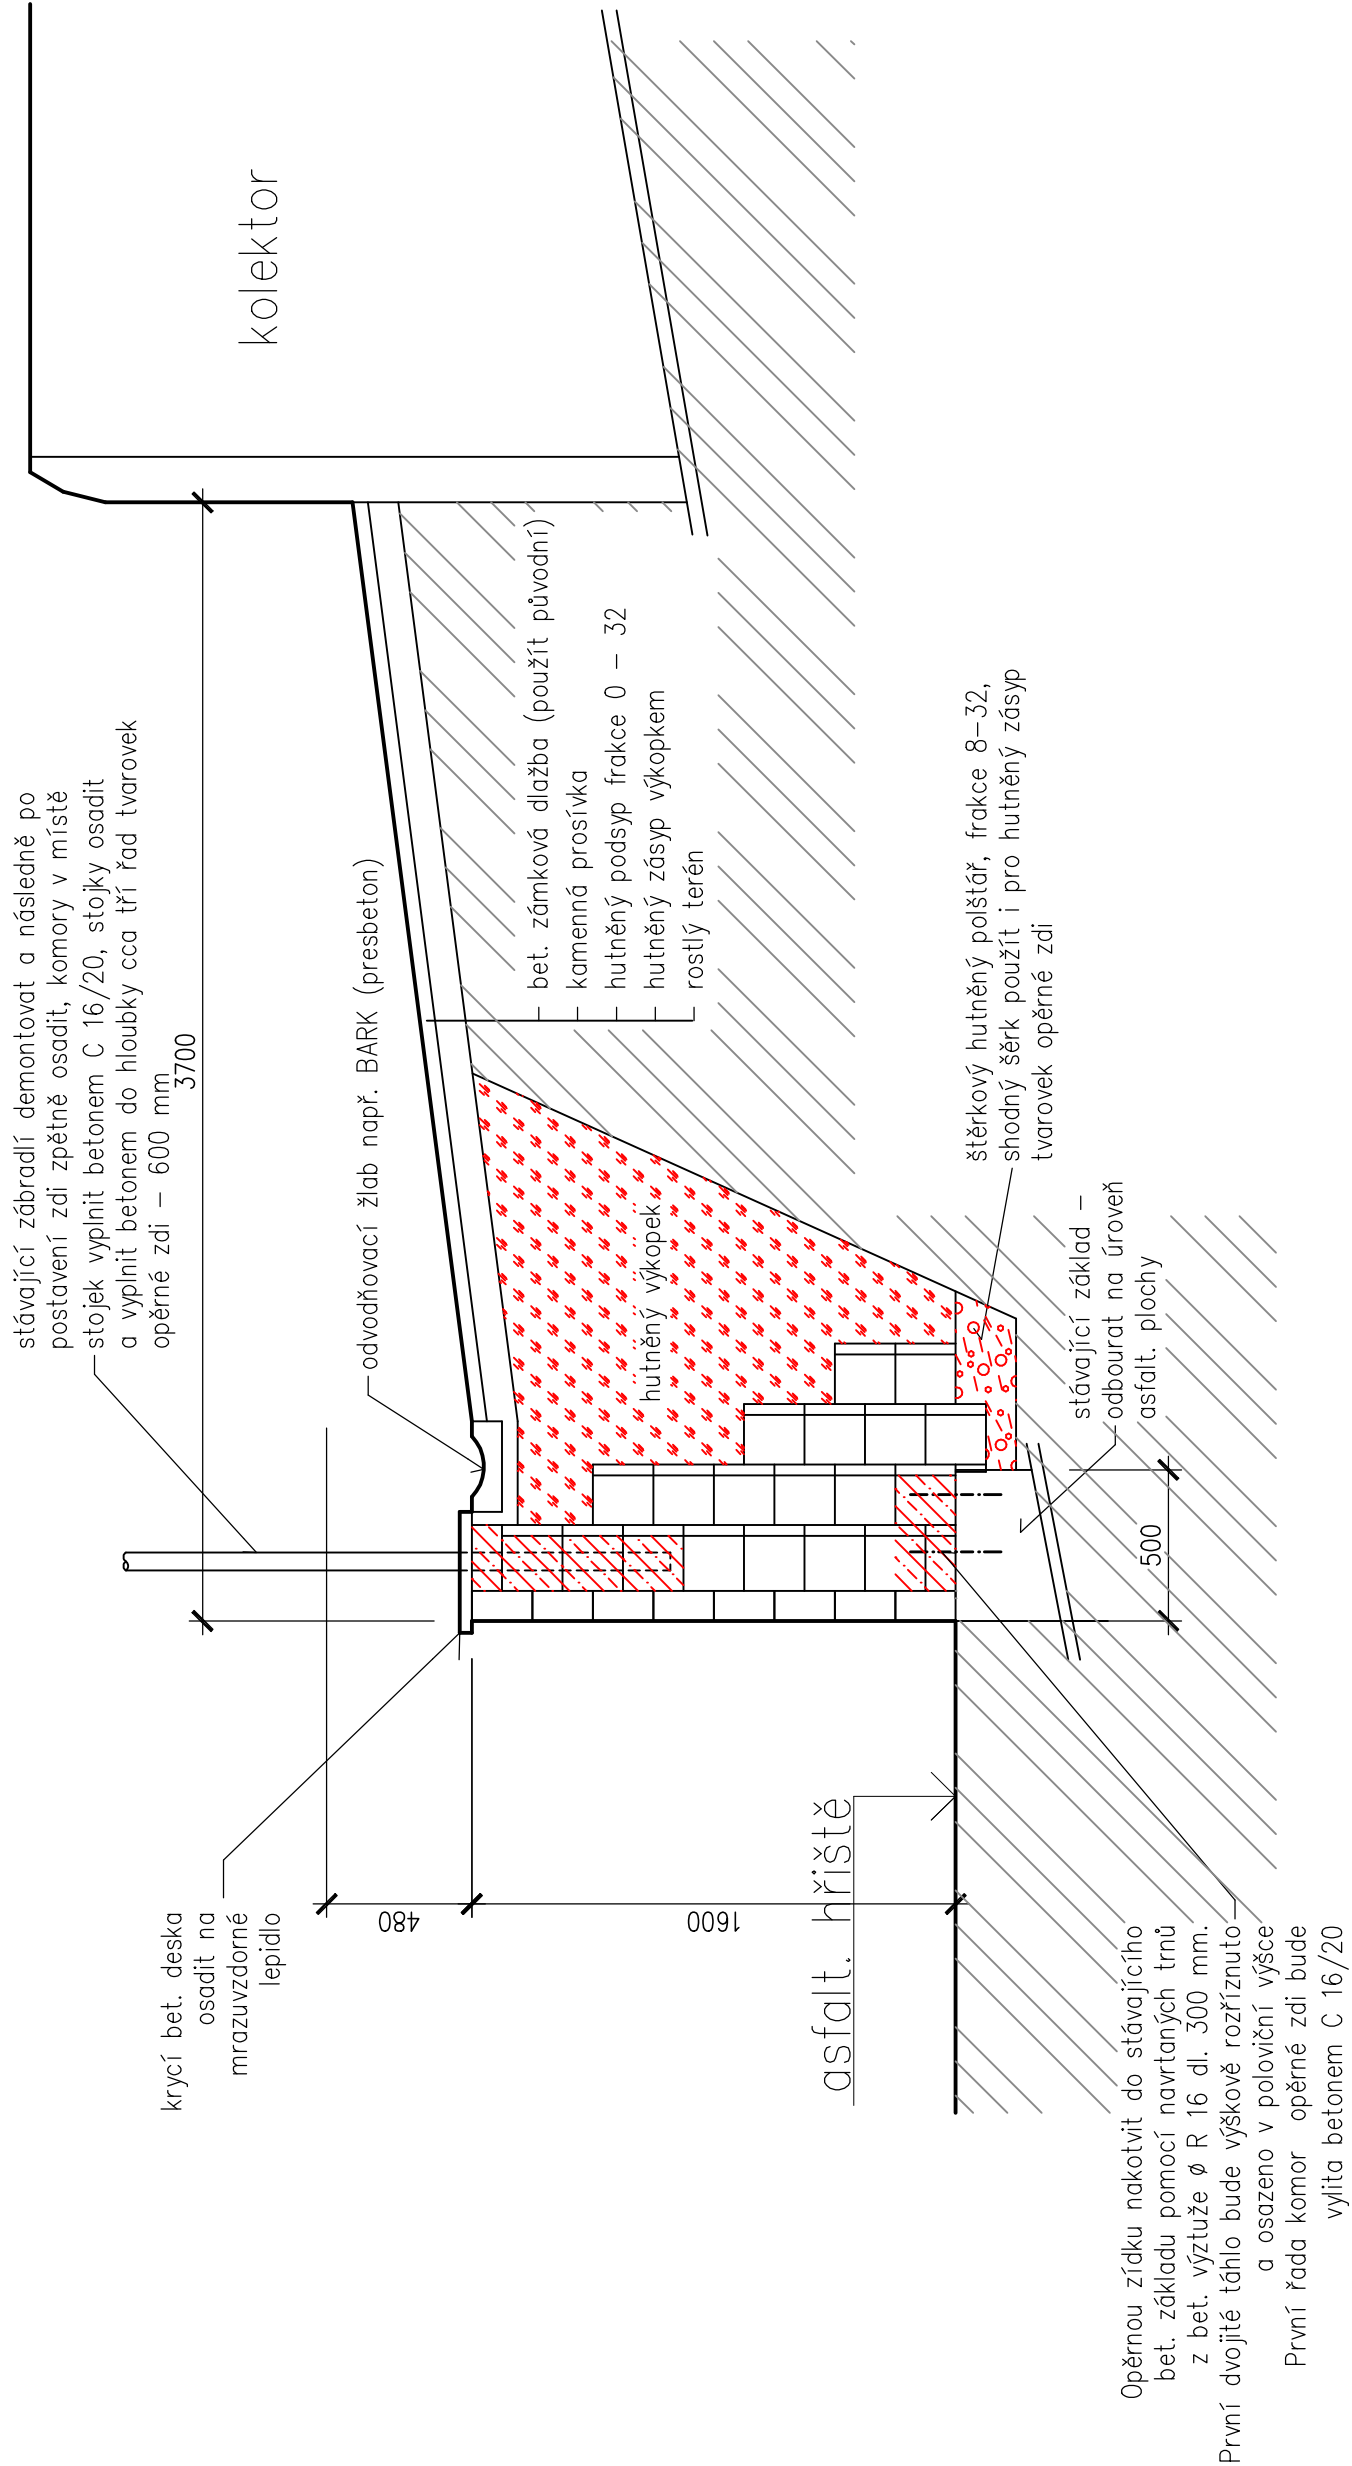 stávající zábradlí demontovat a následně po
postavení zdi zpětně osadit, komory v místě
stojek vyplnit betonem C 16/20, stojky osadit
a vyplnit betonem do hloubky cca tří řad tvarovek
opěrné zdi – 600 mm
3700
kolektor
krycí bet. deska
osadit na
mrazuvzdorné
lepidlo
odvodňovací žlab např. BARK (presbeton)
480
1600
bet. zámková dlažba (použít původní)
kamenná prosívka
hutněný podsyp frakce 0 – 32
hutněný zásyp výkopkem
rostlý terén
hutněný výkopek
asfalt. hřiště
štěrkový hutněný polštář, frakce 8–32,
shodný šěrk použít i pro hutněný zásyp
tvarovek opěrné zdi
stávající základ –
odbourat na úroveň
asfalt. plochy
500
Opěrnou zídku nakotvit do stávajícího
bet. základu pomocí navrtaných trnů
z bet. výztuže ø R 16 dl. 300 mm.
První dvojité táhlo bude výškově rozříznuto
a osazeno v poloviční výšce
První řada komor opěrné zdi bude
vylita betonem C 16/20